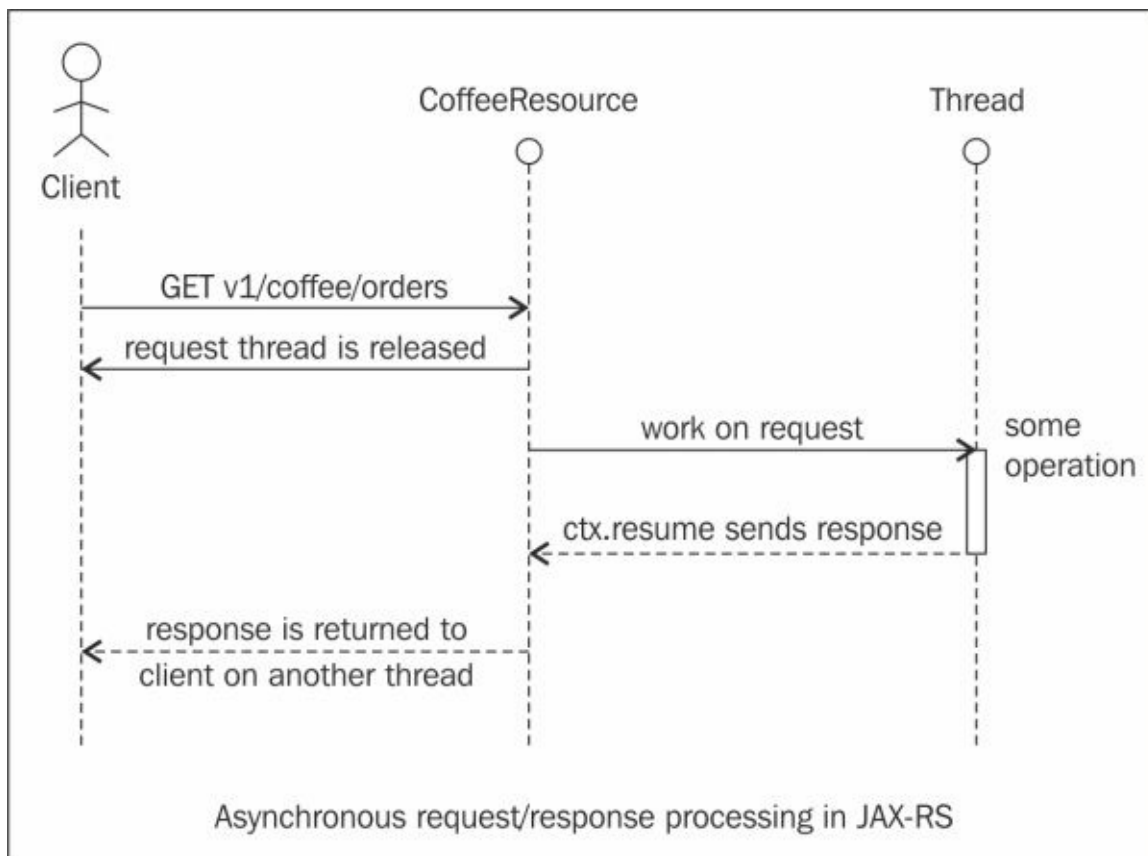 CoffeeResource
Thread
Client
GET v1/coffee/orders
request thread is released
work on request
some
operation
ctx.resume sends response
response is returned to
client on another thread
Asynchronous request/response processing in JAX-RS